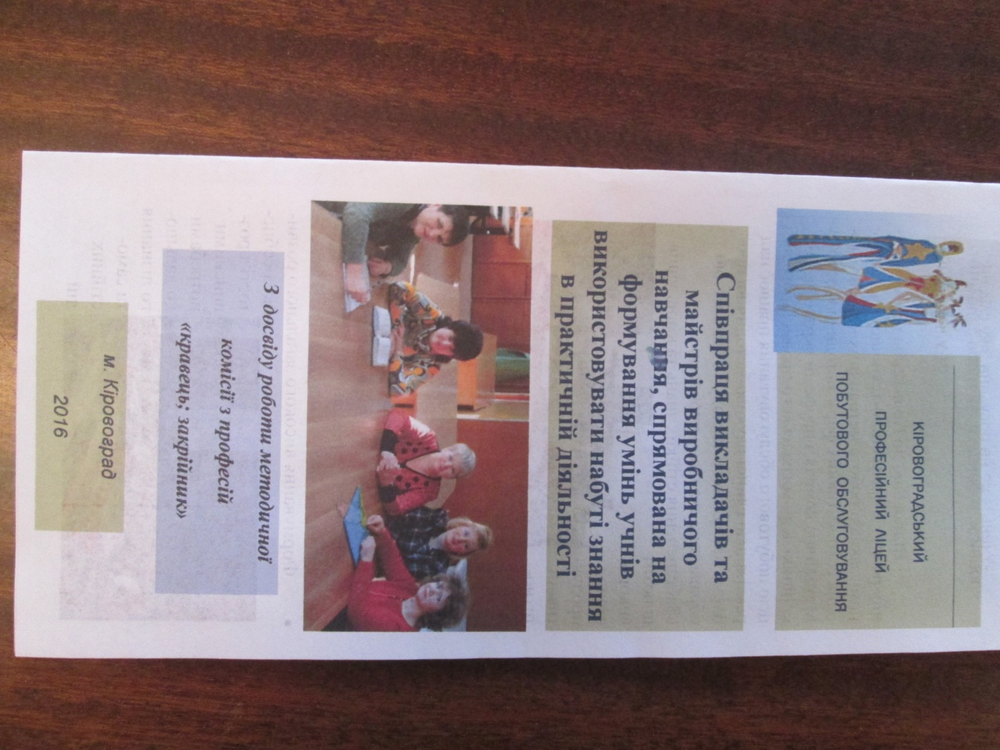 КІРОВОГРАДСЬКИЙ
ПРОФЕСІЙНИЙ ЛІЦЕЙ
ПОБУТОВОГО ОБСЛУГОВУВАННЯ
Співпраця викладачів та
майстрів виробничого
навчання, спрямована на
формування умінь учнів
використовувати набуті знання
в практичній діяльності
З досвіду роботи методичної
комісії з професій
«кравець; закрійник»
м. Кіровоград
2016